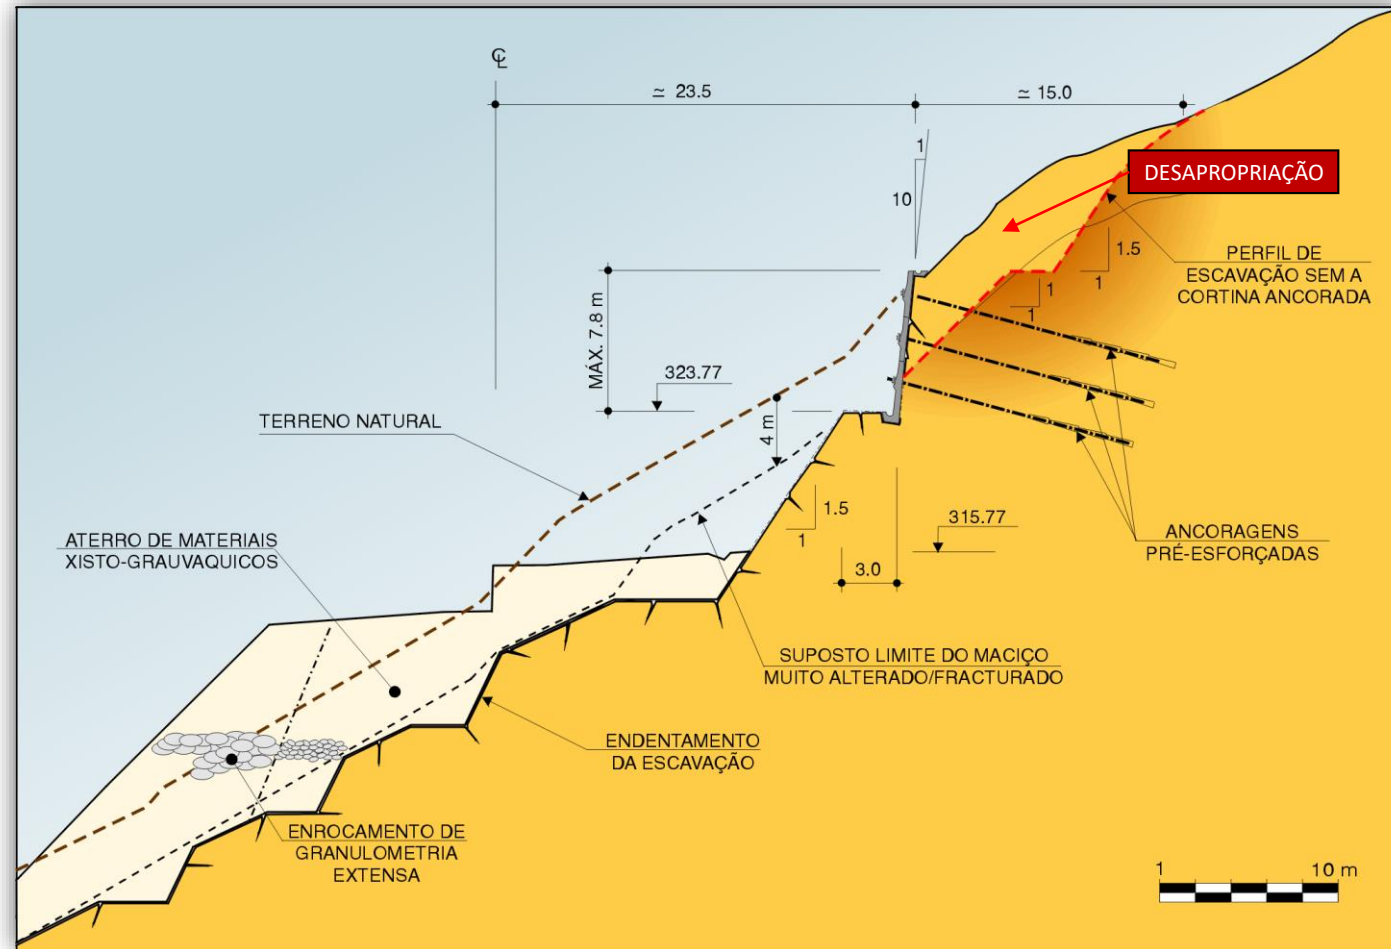 ℄
≃ 23.5
≃ 15.0
1
10
DESAPROPRIAÇÃO
1.5
1
PERFIL DE
ESCAVAÇÃO SEM A
CORTINA ANCORADA
1
1
MÁX. 7.8 m
323.77
TERRENO NATURAL
4 m
1.5
1
315.77
ANCORAGENS
PRÉ-ESFORÇADAS
ATERRO DE MATERIAIS
XISTO-GRAUVAQUICOS
3.0
SUPOSTO LIMITE DO MACIÇO
MUITO ALTERADO/FRACTURADO
ENDENTAMENTO
DA ESCAVAÇÃO
ENROCAMENTO DE
GRANULOMETRIA
EXTENSA
1
10 m